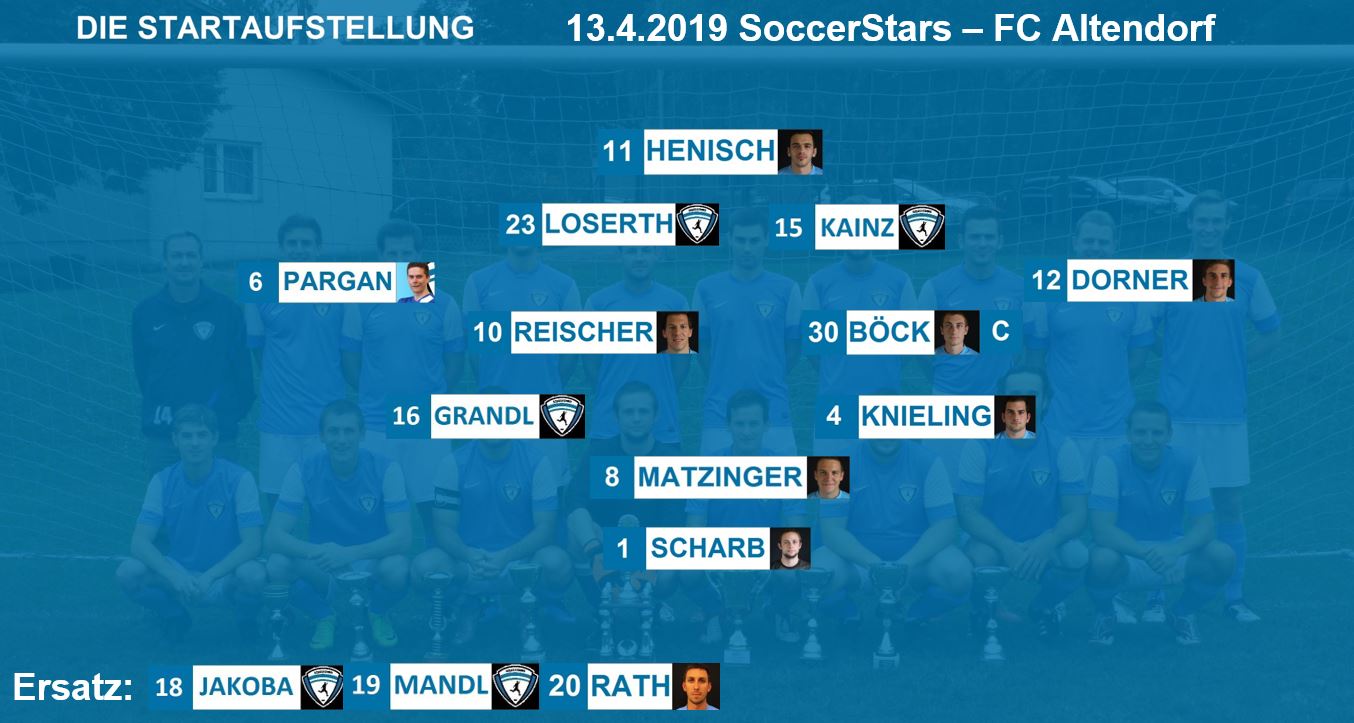 DIE STARTAUFSTELLUNG 13.4.2019 SoccerStars – FC Altendorf
11 HENISCH
23 LOSERTH 15 KAINZ
6 PARGAN 12 DORNER
10 REISCHER 30 BÖCK C
16 GRANDL 4 KNIELING
8 MATZINGER
1 SCHARB
Ersatz: 18 JAKOBA 19 MANDL 20 RATH